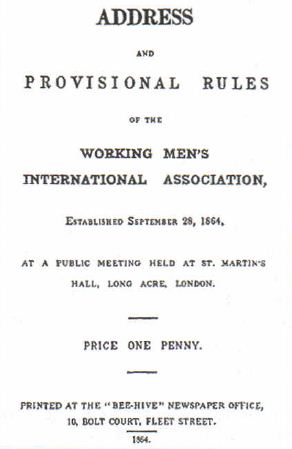 ADDRESS
AND
PROVISIONAL RULES
OF THE
WORKING MEN'S
INTERNATIONAL ASSOCIATION,
ESTABLISHED SEPTEMBER 28, 1864,
AT A PUBLIC MEETING HELD AT ST. MARTIN'S
HALL, LONG ACRE, LONDON.
PRICE ONE PENNY.
PRINTED AT THE "BEE-HIVE" NEWSPAPER OFFICE,
10, BOLT COURT, FLEET STREET.
1864.